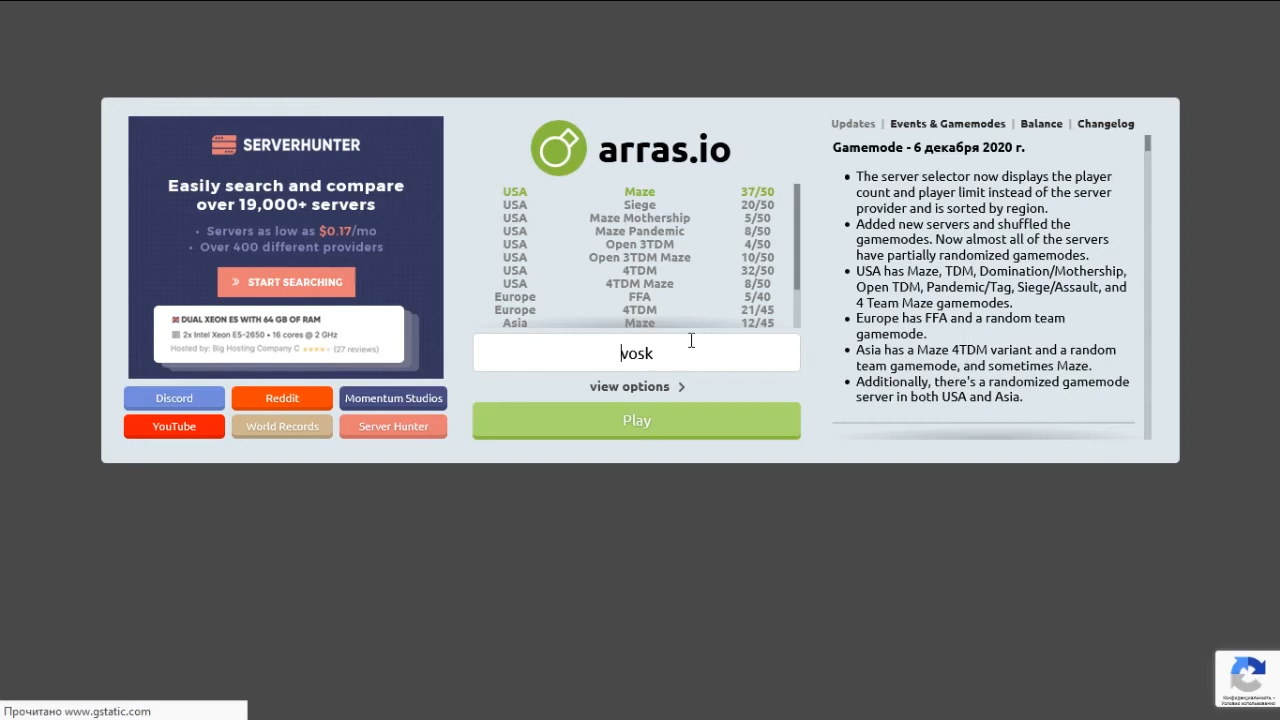 SERVERHUNTER
Easily search and compare
over 19,000+ servers
• Servers as low as $0.17/mo
• Over 400 different providers
» START SEARCHING
DUAL XEON E5 WITH 64 GB OF RAM
2x Intel Xeon E5-2650 • 16 cores @ 2 GHz
Hosted by: Big Hosting Company C ★★★★★ (27 reviews)
Discord
Reddit
Momentum Studios
YouTube
World Records
Server Hunter
arras.io
USA Maze 37/50
USA Siege 20/50
USA Maze Mothership 5/50
USA Maze Pandemic 8/50
USA Open 3TDM 4/50
USA Open 3TDM Maze 10/50
USA 4TDM 32/50
USA 4TDM Maze 8/50
Europe FFA 5/40
Europe 4TDM 21/45
Asia Maze 12/45
vosk
view options >
Play
Updates | Events & Gamemodes | Balance | Changelog
Gamemode - 6 декабря 2020 г.
• The server selector now displays the player
count and player limit instead of the server
provider and is sorted by region.
• Added new servers and shuffled the
gamemodes. Now almost all of the servers
have partially randomized gamemodes.
• USA has Maze, TDM, Domination/Mothership,
Open TDM, Pandemic/Tag, Siege/Assault, and
4 Team Maze gamemodes.
• Europe has FFA and a random team
gamemode.
• Asia has a Maze 4TDM variant and a random
team gamemode, and sometimes Maze.
• Additionally, there's a randomized gamemode
server in both USA and Asia.
Конфиденциальность -
Условия использования
Прочитано www.gstatic.com